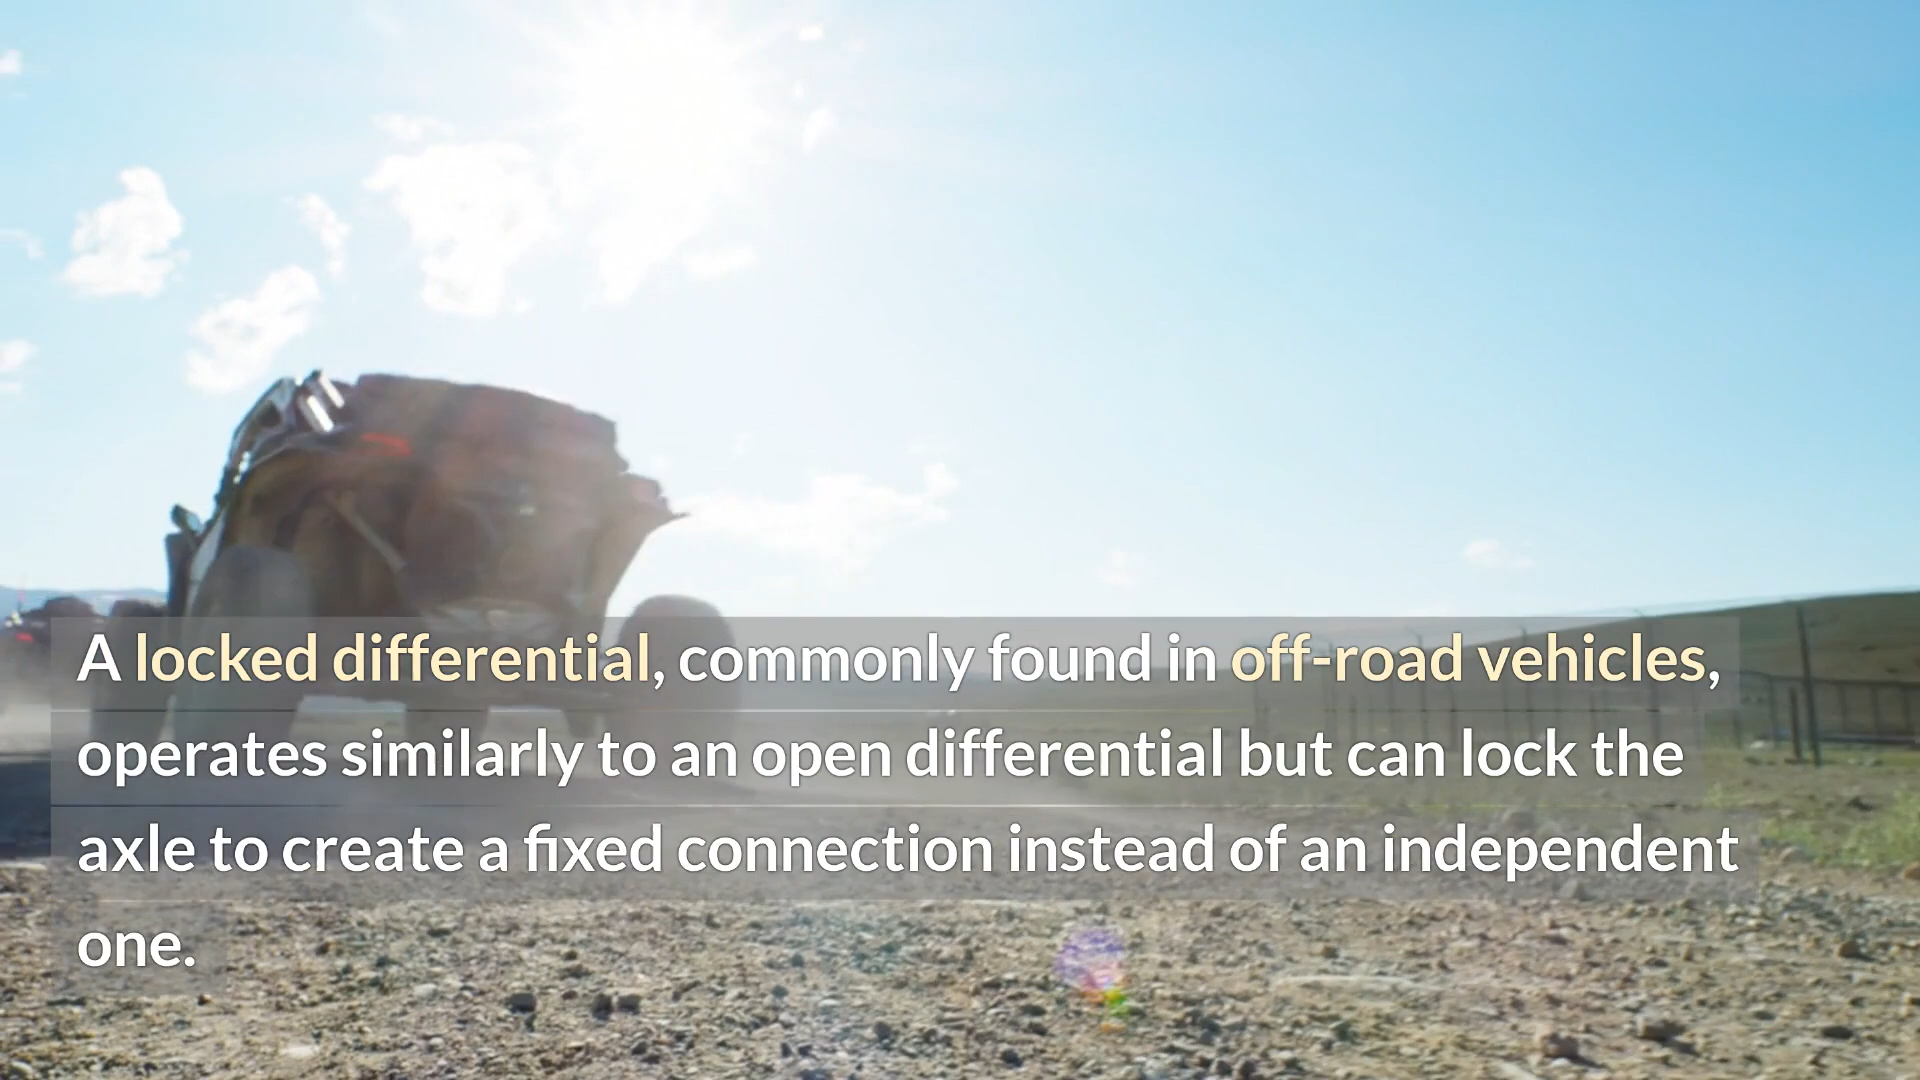 A locked differential, commonly found in off-road vehicles,
operates similarly to an open differential but can lock the
axle to create a fixed connection instead of an independent
one.